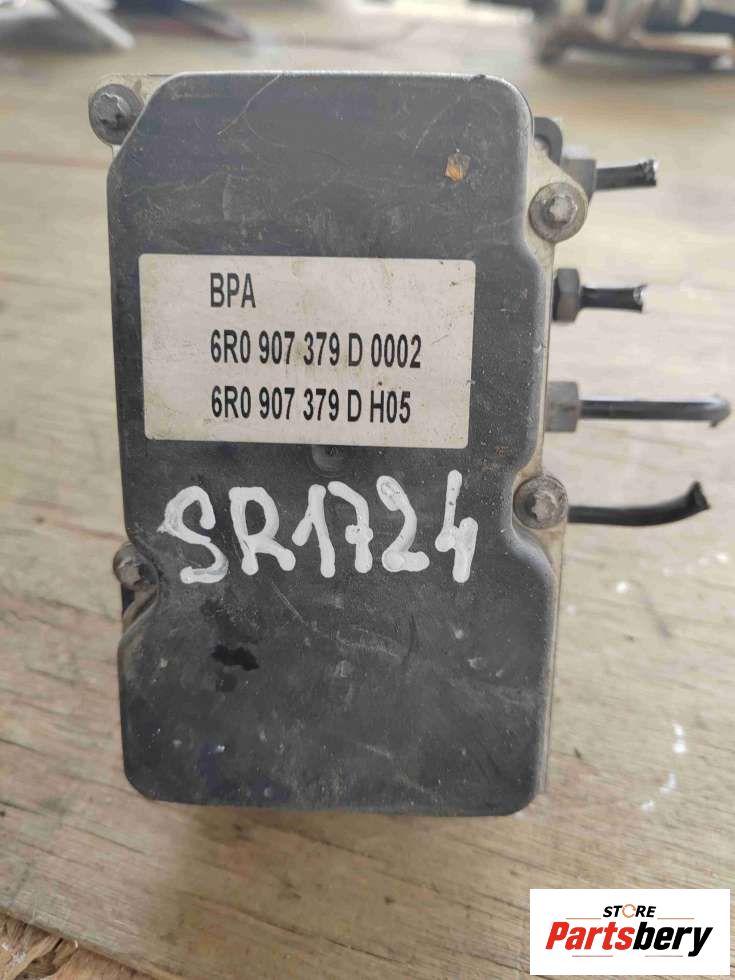 BPA
6R0 907 379 D 0002
6R0 907 379 D H05
SR1724
STORE
Partsbery